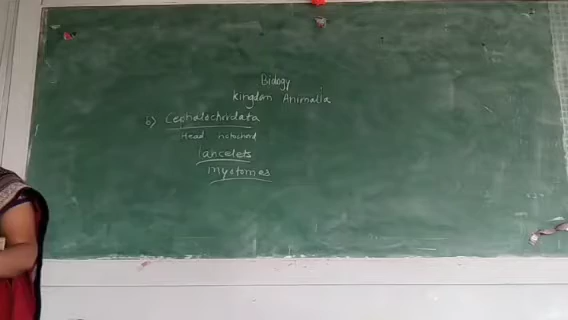 Biology
Kingdom Animalia
b) Cephalochordata
Head notochord
lancelets
myotomes